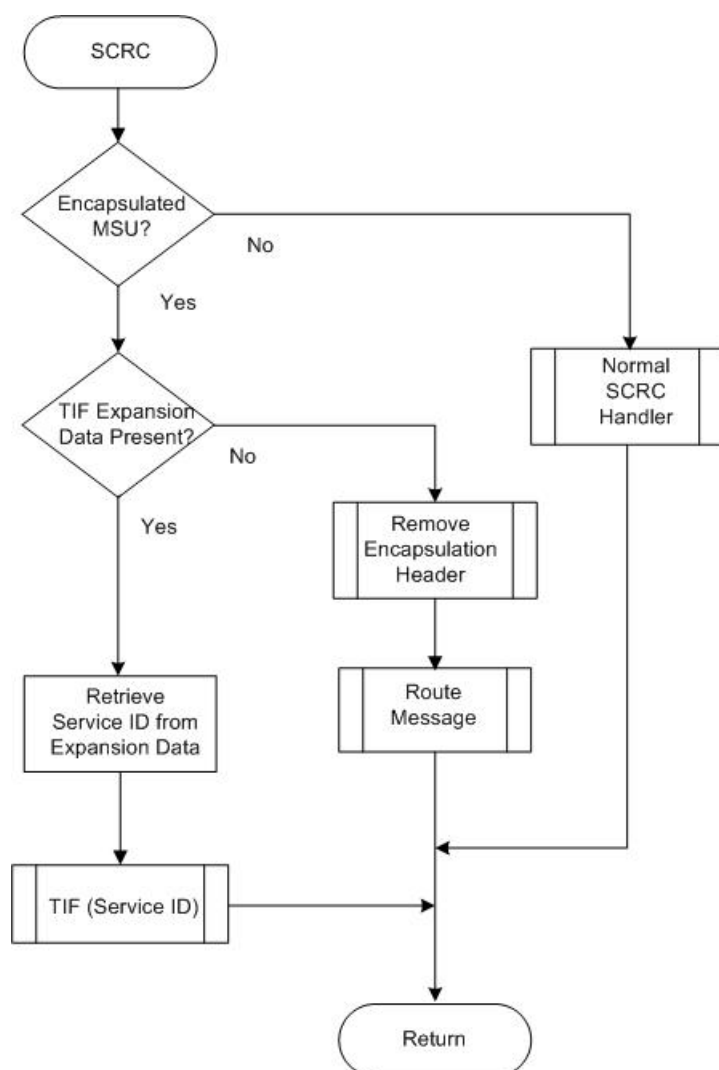 SCRC
Encapsulated
MSU?
No
Yes
Normal
SCRC
Handler
TIF Expansion
Data Present?
No
Yes
Remove
Encapsulation
Header
Retrieve
Service ID from
Expansion Data
Route
Message
TIF (Service ID)
Return